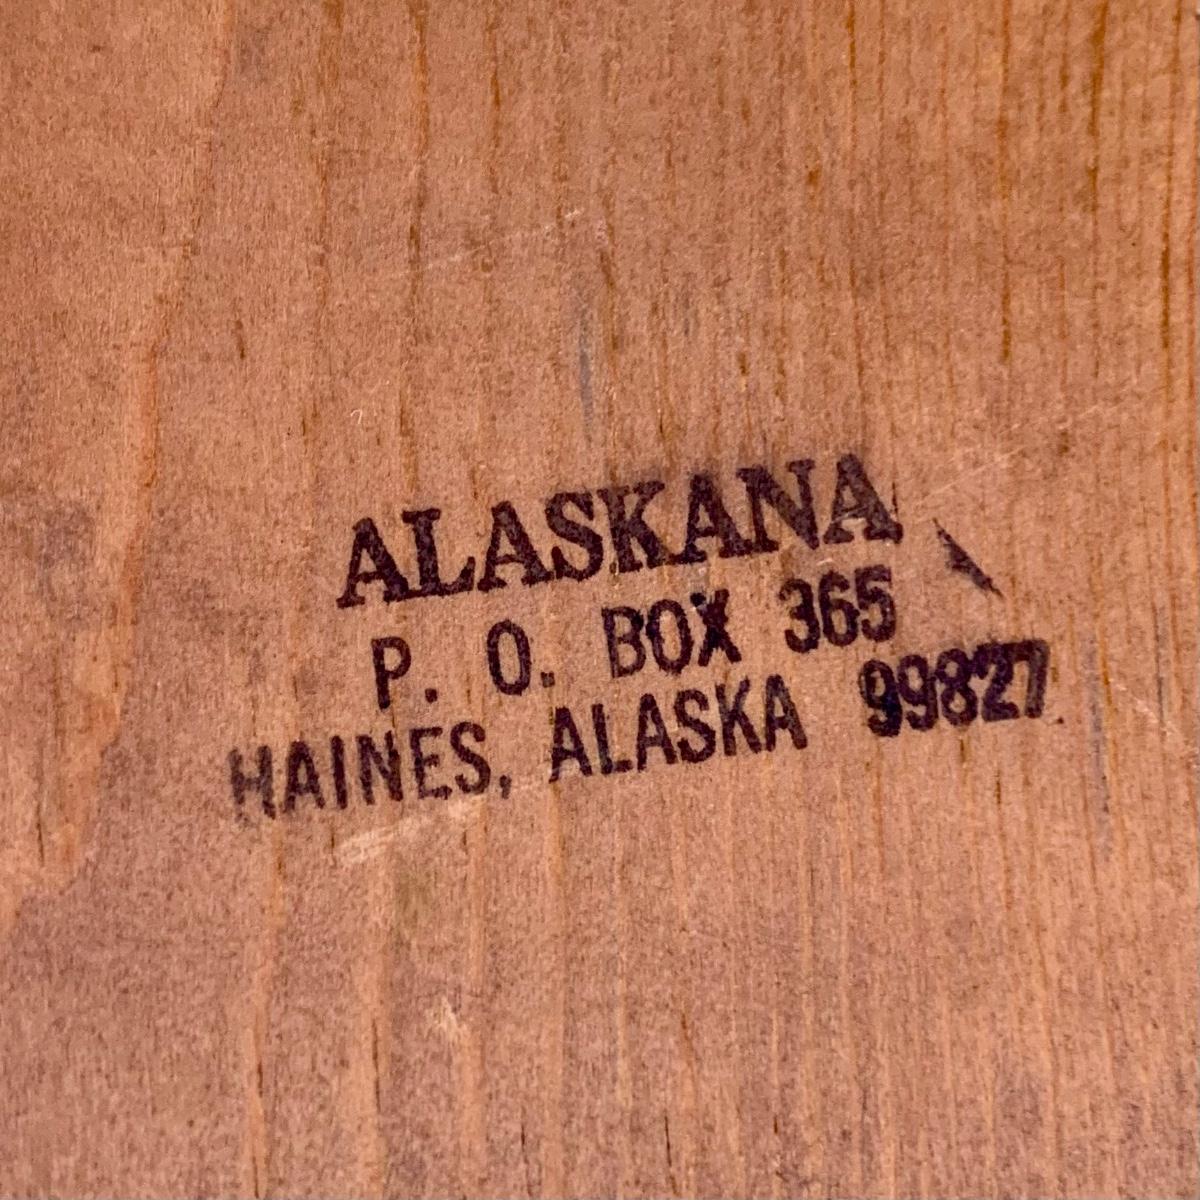 ALASKANA
P. O. BOX 365
HAINES, ALASKA 99827